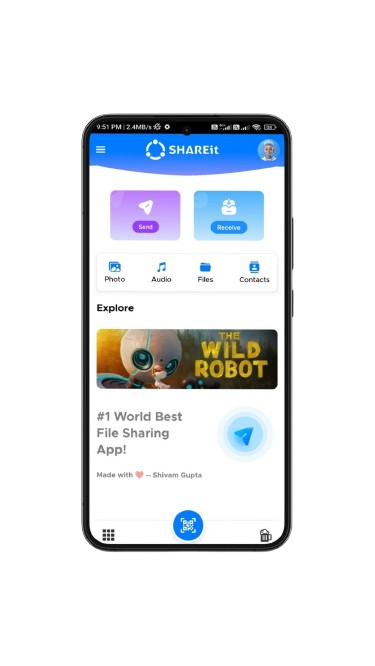 9:51 PM | 2.4MB/s
SHAREit
Send
Receive
Photo
Audio
Files
Contacts
Explore
THE
WILD
ROBOT
#1 World Best
File Sharing
App!
Made with ❤️ -- Shivam Gupta